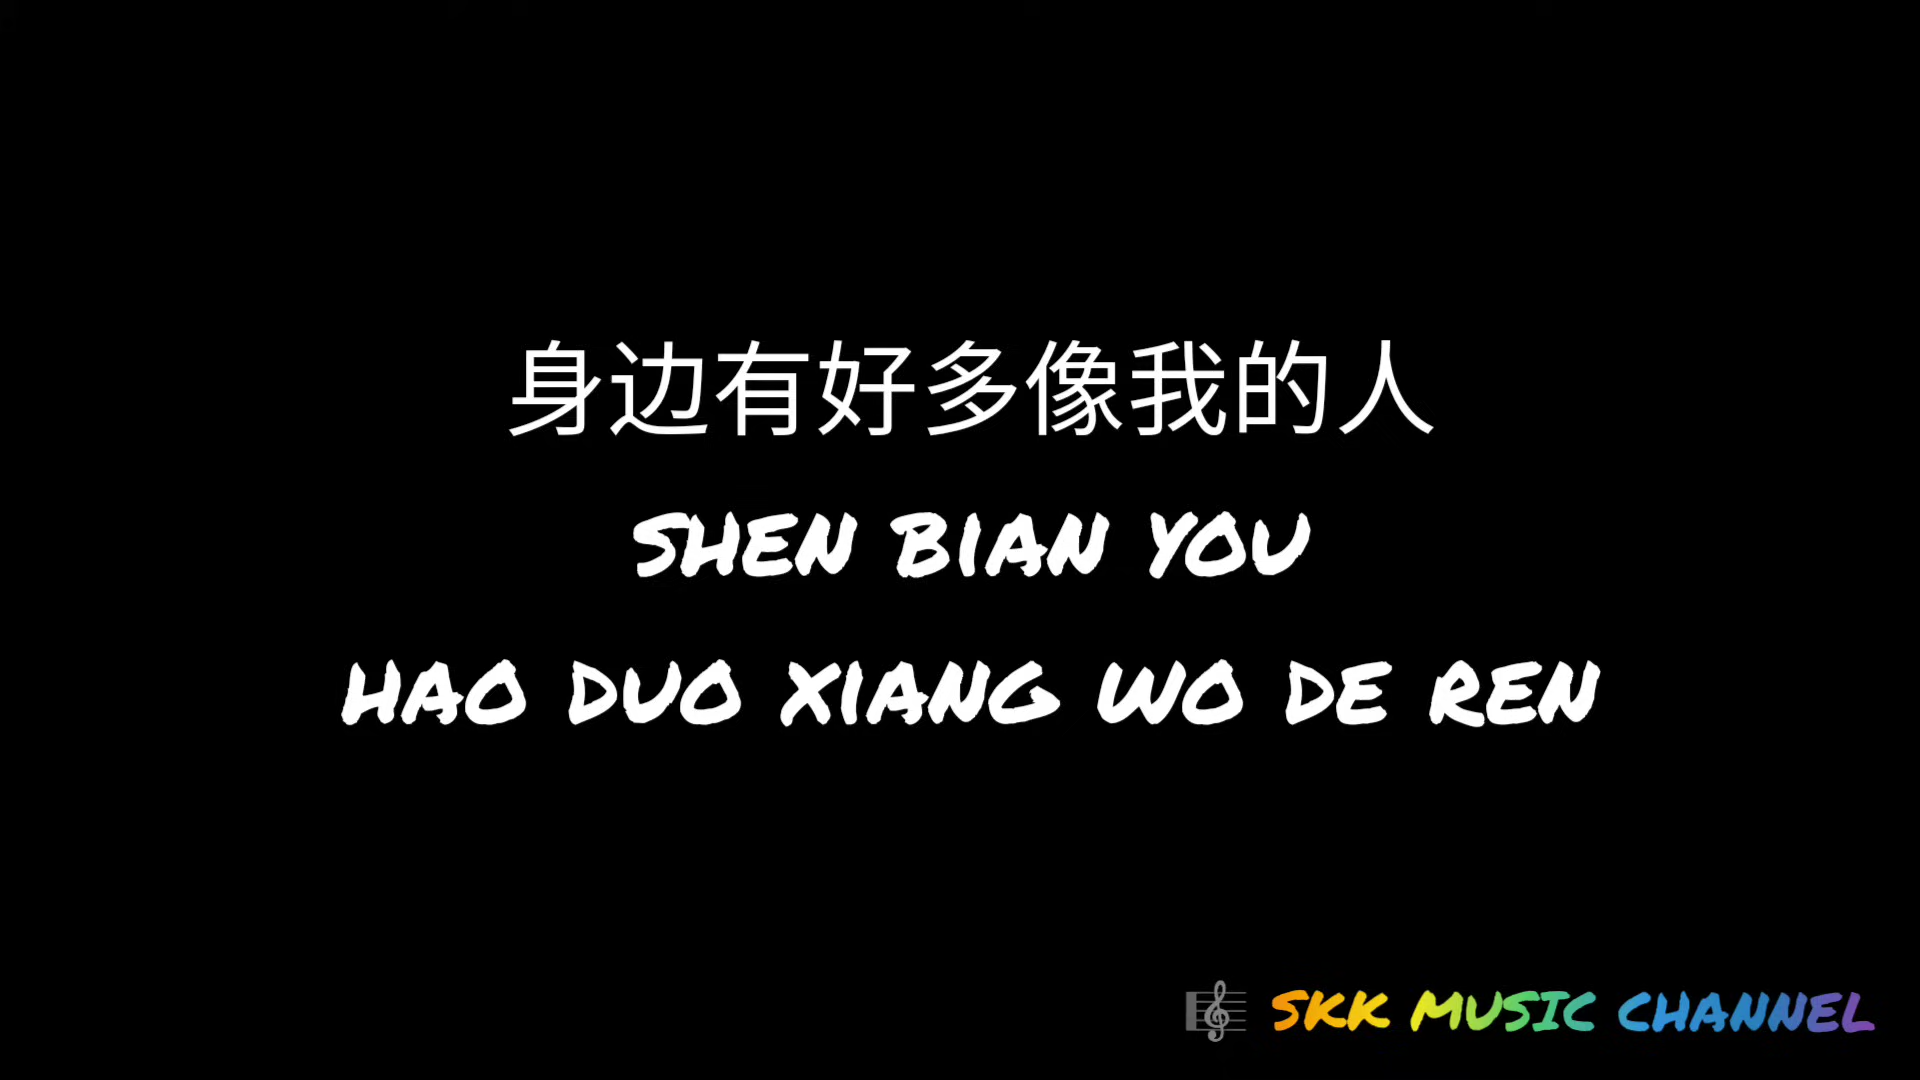 身边有好多像我的人
SHEN BIAN YOU
HAO DUO XIANG WO DE REN
SKK MUSIC CHANNEL